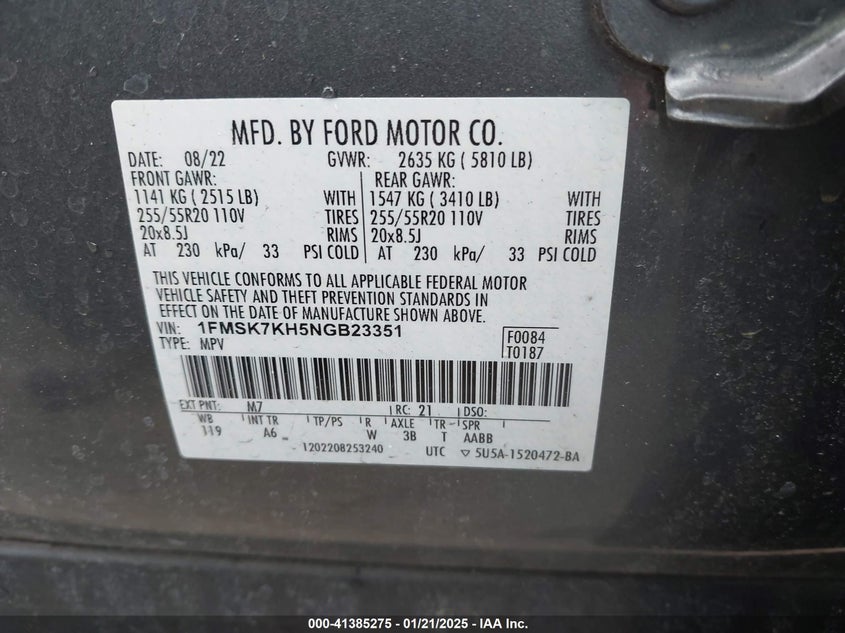 MFD. BY FORD MOTOR CO.
DATE: 08/22 GVWR: 2635 KG ( 5810 LB)
FRONT GAWR: REAR GAWR:
1141 KG ( 2515 LB) WITH 1547 KG ( 3410 LB) WITH
255/55R20 110V TIRES 255/55R20 110V TIRES
20x8.5J RIMS 20x8.5J RIMS
AT 230 kPa/ 33 PSI COLD AT 230 kPa/ 33 PSI COLD
THIS VEHICLE CONFORMS TO ALL APPLICABLE FEDERAL MOTOR
VEHICLE SAFETY AND THEFT PREVENTION STANDARDS IN
EFFECT ON THE DATE OF MANUFACTURE SHOWN ABOVE.
VIN: 1FMSK7KH5NGB23351 F0084
TYPE: MPV T0187
EXT PNT: M7 RC: 21 DSO:
WB INT TR TP/PS R AXLE TR SPR
119 A6 W 3B T AABB
1202208253240 UTC ▽ 5U5A-1520472-BA
000-41385275 / 01/21/2025 / IAA Inc.